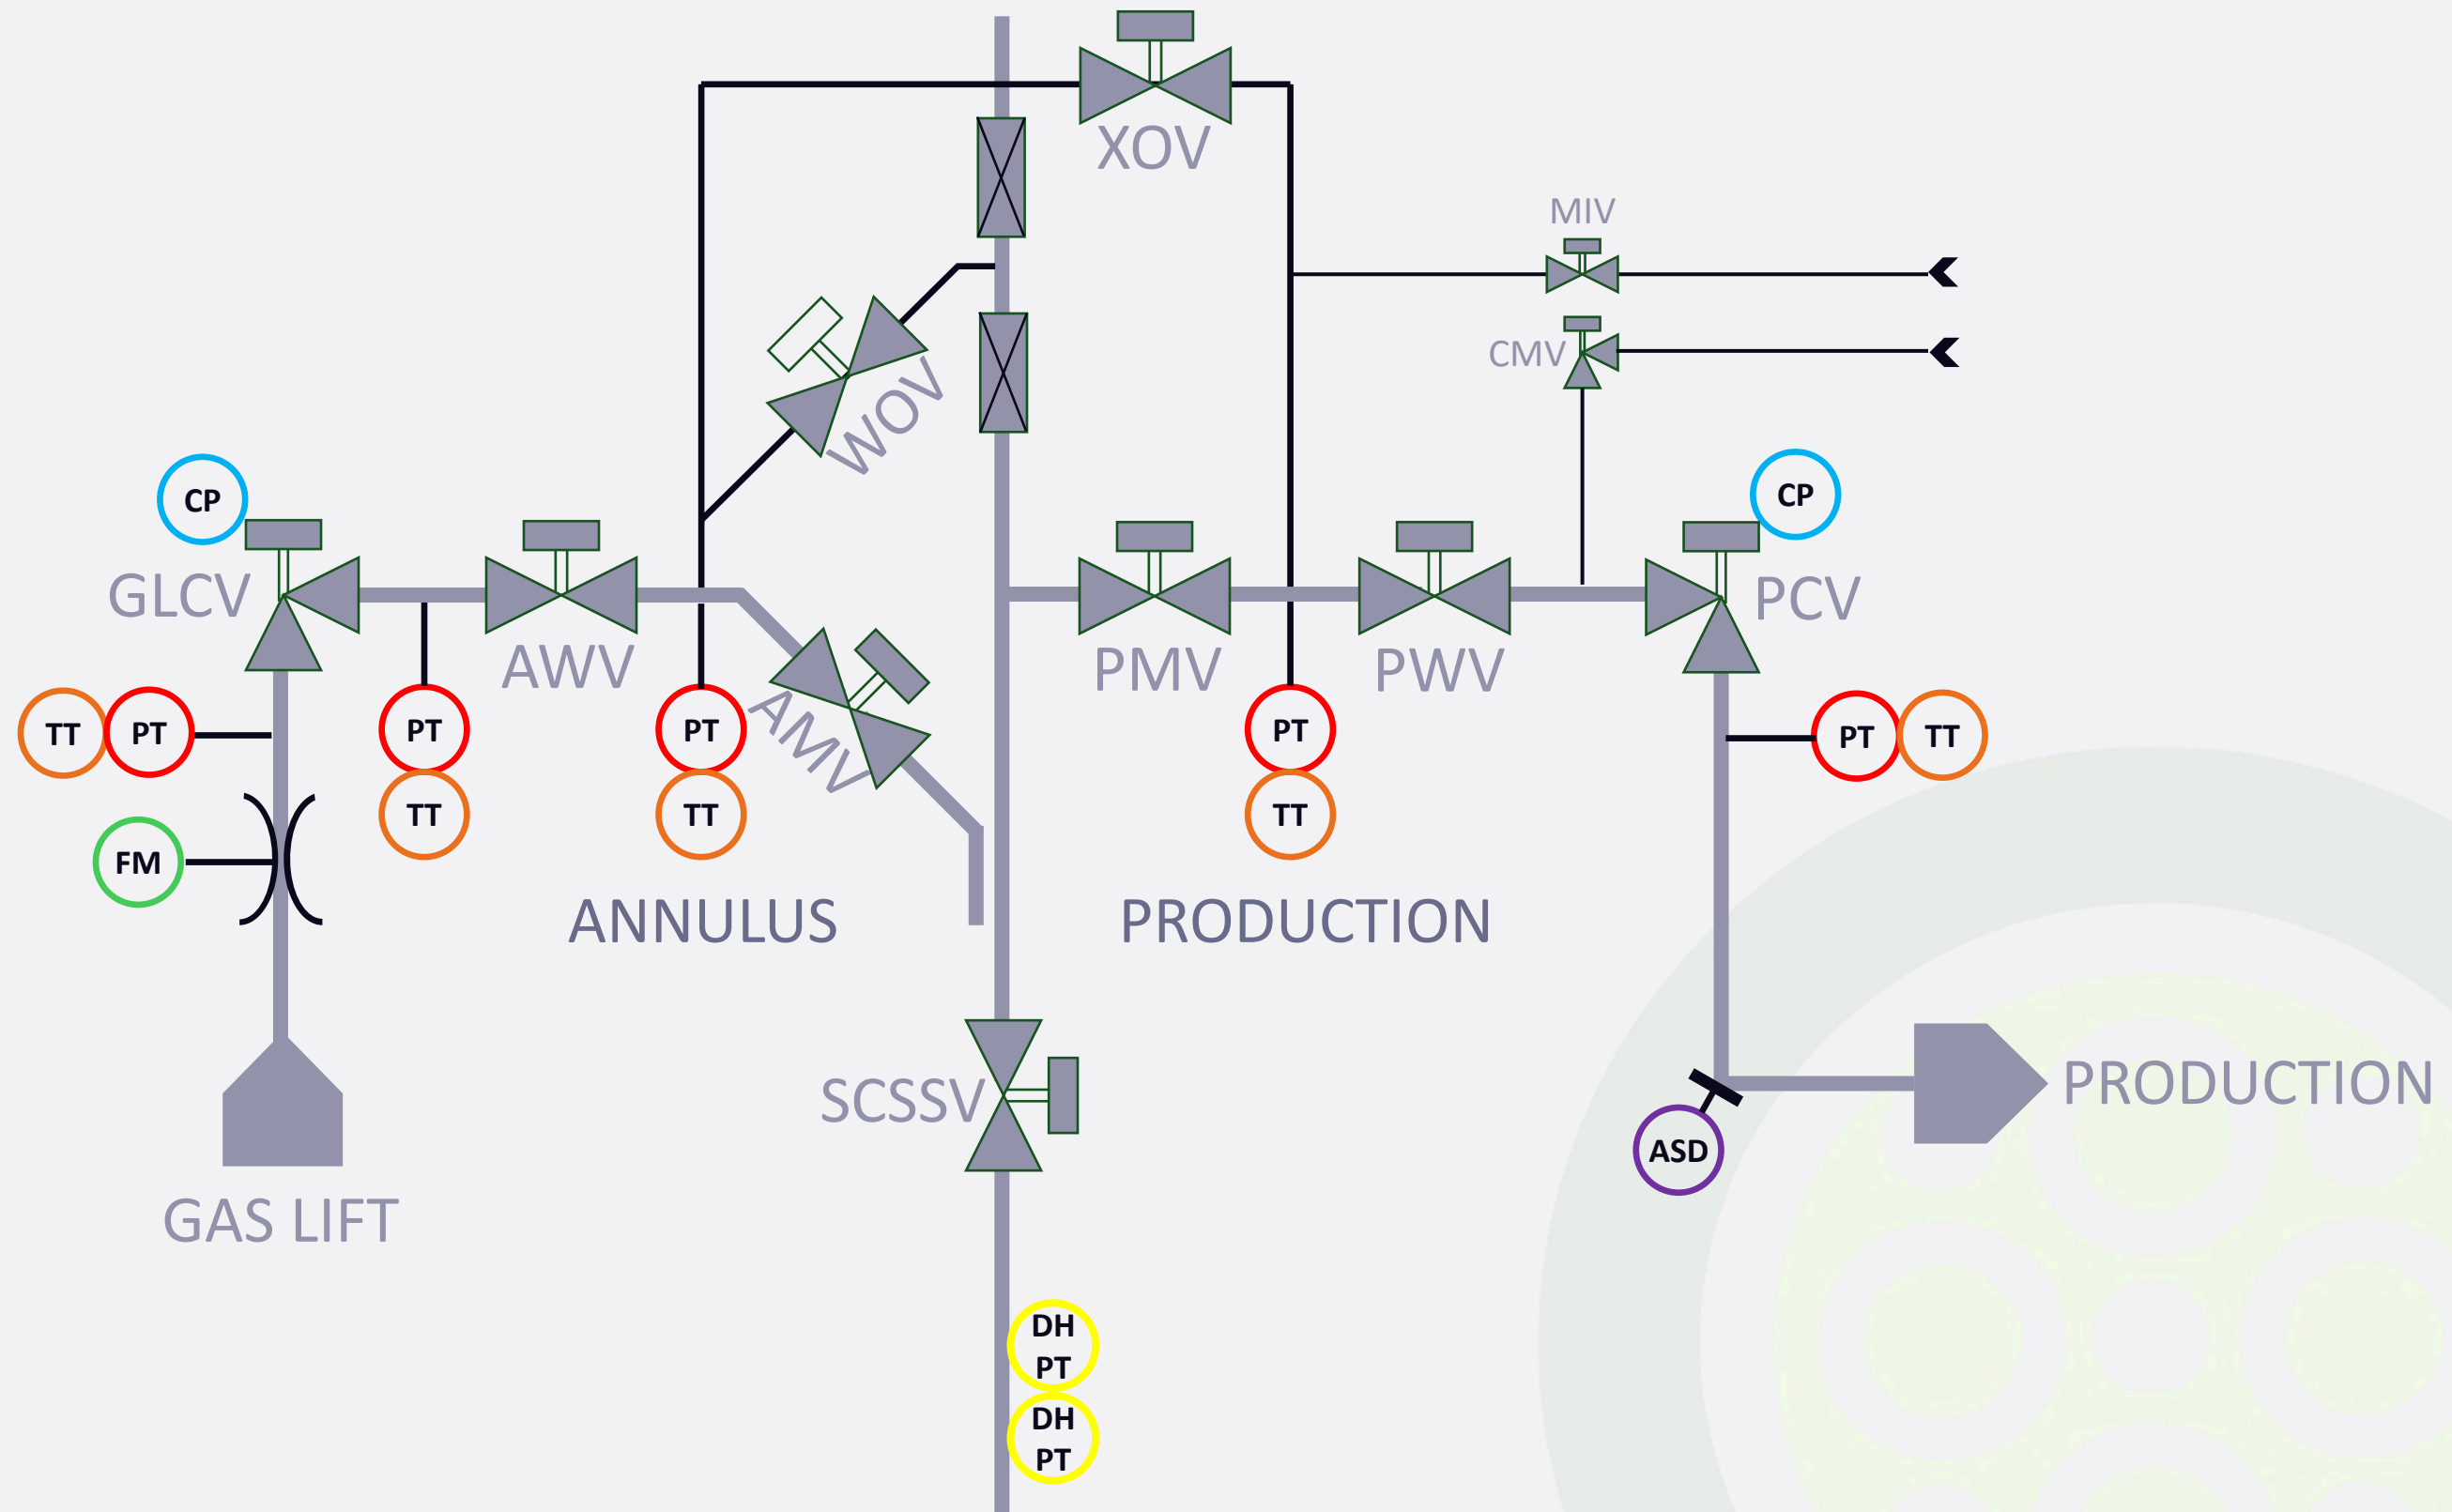 XOV
MIV
CMV
WOV
CP
CP
GLCV
AWV
PMV
PWV
PCV
AMV
TT
PT
PT
PT
PT
PT
TT
TT
TT
TT
FM
ANNULUS
PRODUCTION
SCSSV
PRODUCTION
ASD
GAS LIFT
DH
PT
DH
PT